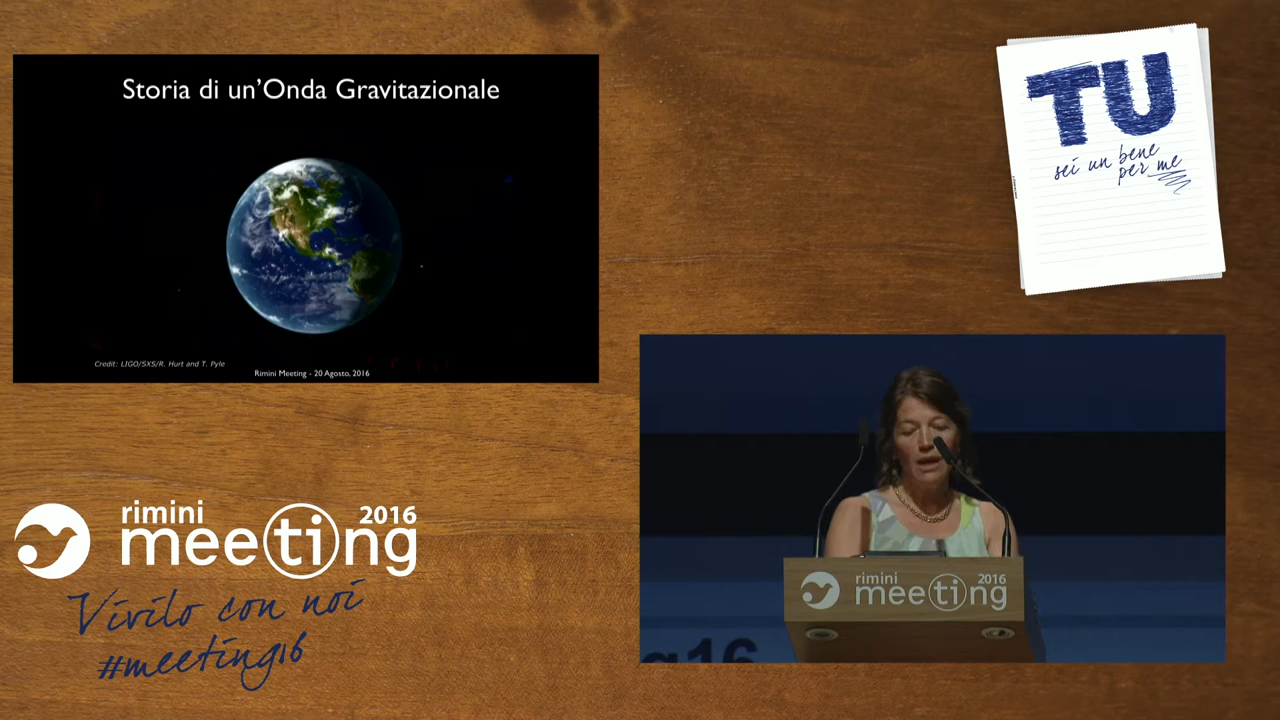 Storia di un'Onda Gravitazionale
Credit: LIGO/SXS/R. Hurt and T. Pyle
Rimini Meeting - 20 Agosto, 2016
TU
sei un bene
per me
rimini
2016
meeting
Vivilo con noi
#meeting16
rimini
2016
meeting
g16